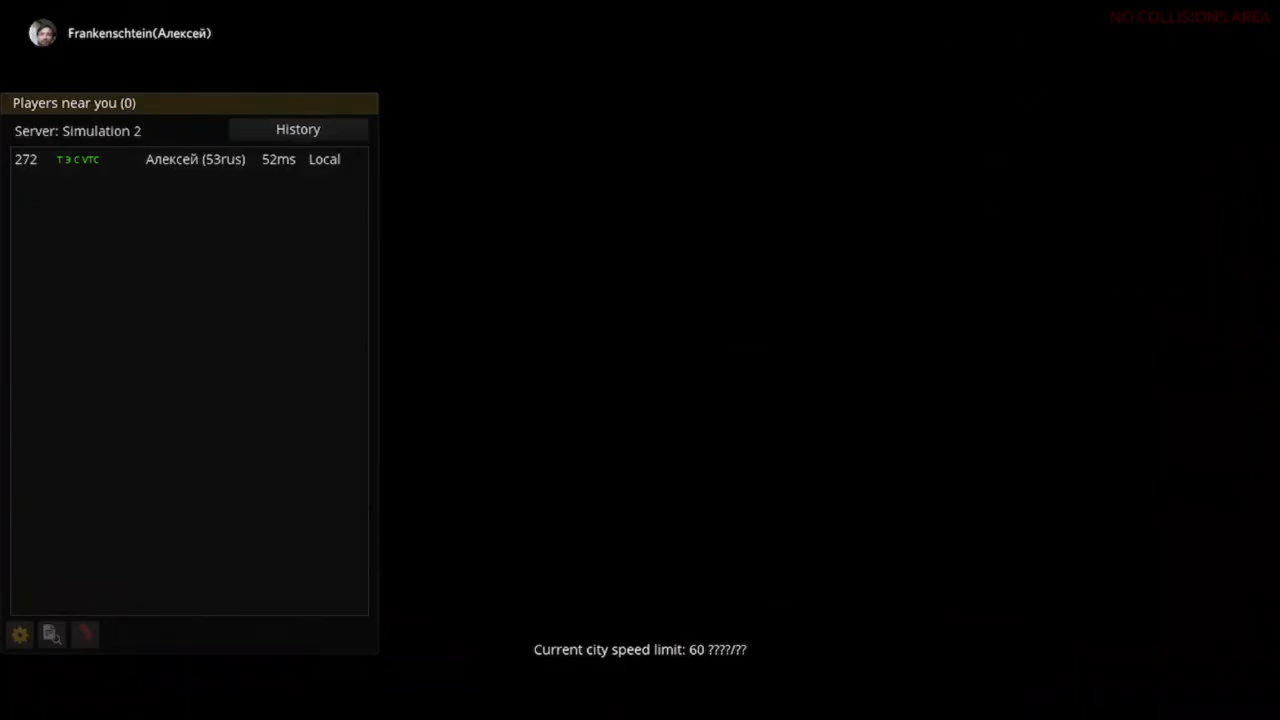 Frankenschtein(Алексей)
NO COLLISIONS AREA
Players near you (0)
Server: Simulation 2
History
272 Т Э С VTC Алексей (53rus) 52ms Local
Current city speed limit: 60 ????/??